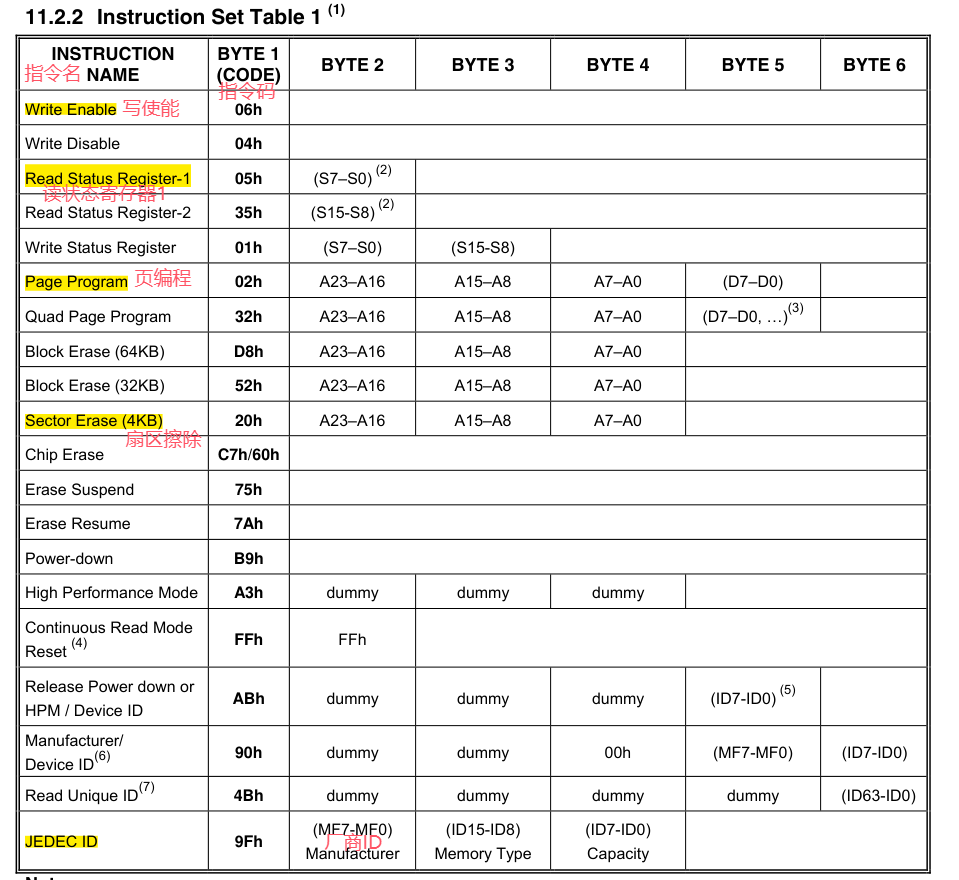 11.2.2 Instruction Set Table 1 (1)
INSTRUCTION NAME BYTE 1 (CODE) BYTE 2 BYTE 3 BYTE 4 BYTE 5 BYTE 6
指令名 指令码
Write Enable 写使能 06h
Write Disable 04h
Read Status Register-1 05h (S7–S0) (2)
读状态寄存器1
Read Status Register-2 35h (S15-S8) (2)
Write Status Register 01h (S7–S0) (S15-S8)
Page Program 页编程 02h A23–A16 A15–A8 A7–A0 (D7–D0)
Quad Page Program 32h A23–A16 A15–A8 A7–A0 (D7–D0, …)(3)
Block Erase (64KB) D8h A23–A16 A15–A8 A7–A0
Block Erase (32KB) 52h A23–A16 A15–A8 A7–A0
Sector Erase (4KB) 20h A23–A16 A15–A8 A7–A0
扇区擦除
Chip Erase C7h/60h
Erase Suspend 75h
Erase Resume 7Ah
Power-down B9h
High Performance Mode A3h dummy dummy dummy
Continuous Read Mode Reset (4) FFh FFh
Release Power down or HPM / Device ID ABh dummy dummy dummy (ID7-ID0) (5)
Manufacturer/ Device ID(6) 90h dummy dummy 00h (MF7-MF0) (ID7-ID0)
Read Unique ID(7) 4Bh dummy dummy dummy dummy (ID63-ID0)
JEDEC ID 9Fh (MF7-MF0) Manufacturer (ID15-ID8) Memory Type (ID7-ID0) Capacity
厂商ID